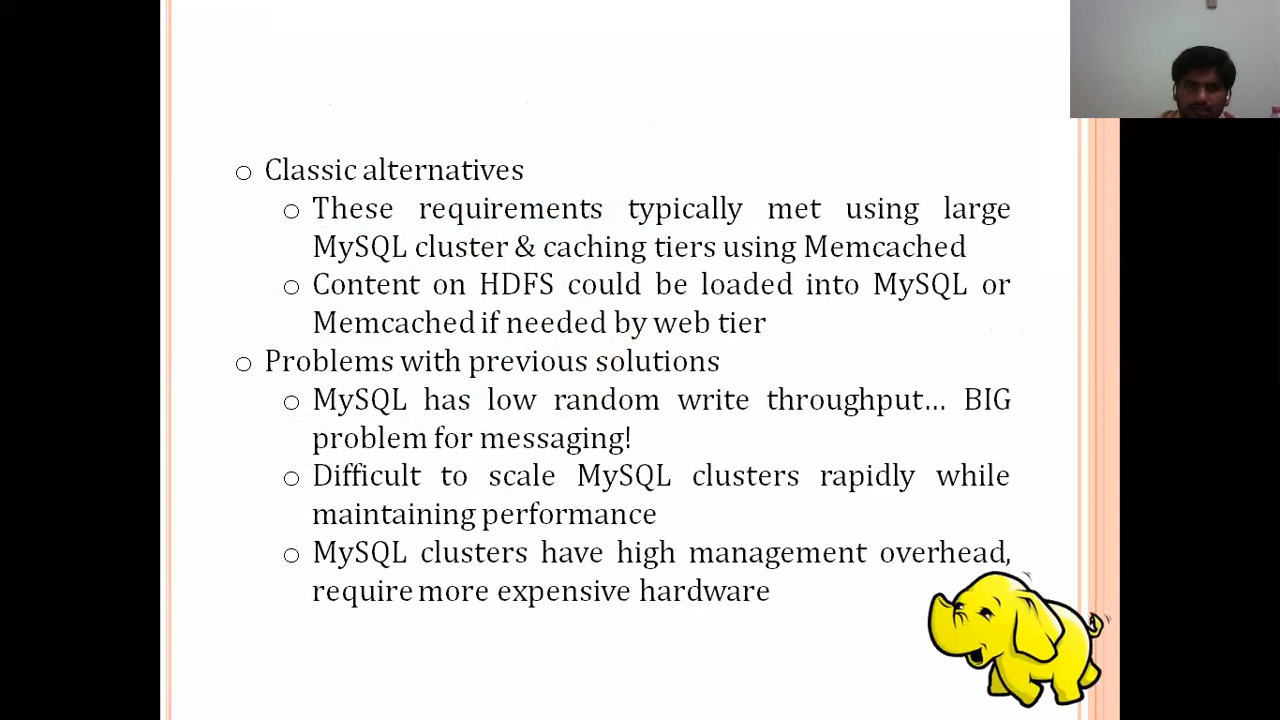 o Classic alternatives
o These requirements typically met using large
MySQL cluster & caching tiers using Memcached
o Content on HDFS could be loaded into MySQL or
Memcached if needed by web tier
o Problems with previous solutions
o MySQL has low random write throughput... BIG
problem for messaging!
o Difficult to scale MySQL clusters rapidly while
maintaining performance
o MySQL clusters have high management overhead,
require more expensive hardware